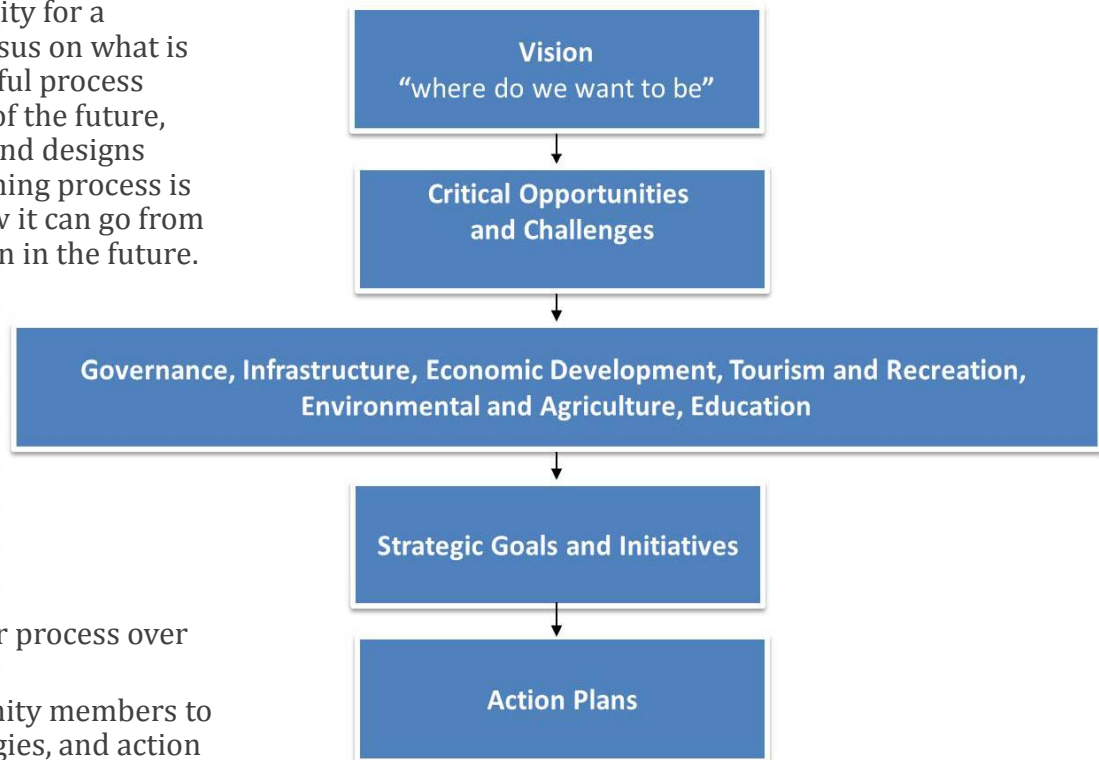 ity for a
sus on what is
ful process
of the future,
nd designs
ning process is
w it can go from
n in the future.
Vision
“where do we want to be”
Critical Opportunities
and Challenges
Governance, Infrastructure, Economic Development, Tourism and Recreation,
Environmental and Agriculture, Education
Strategic Goals and Initiatives
Action Plans
r process over
nity members to
gies, and action